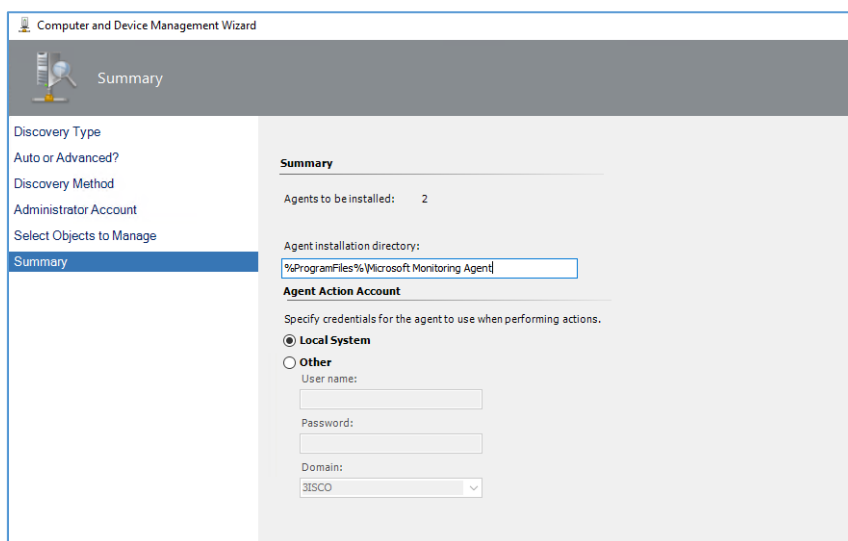 Computer and Device Management Wizard
Summary
Discovery Type
Auto or Advanced?
Discovery Method
Administrator Account
Select Objects to Manage
Summary
Summary
Agents to be installed: 2
Agent installation directory:
%ProgramFiles%\Microsoft Monitoring Agent
Agent Action Account
Specify credentials for the agent to use when performing actions.
Local System
Other
User name:
Password:
Domain:
3ISCO